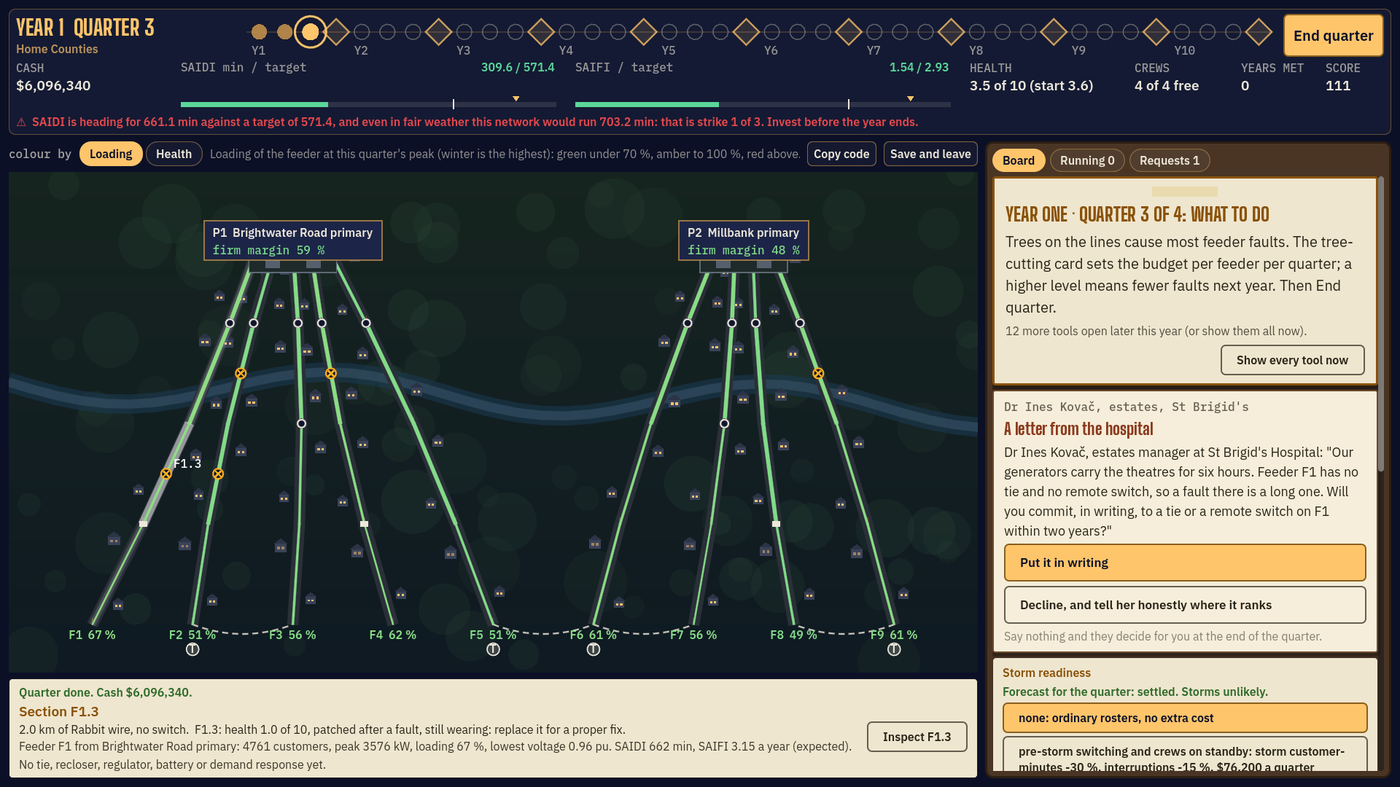 YEAR 1 QUARTER 3
Home Counties
Y1 Y2 Y3 Y4 Y5 Y6 Y7 Y8 Y9 Y10
End quarter
CASH
$6,096,340
SAIDI min / target 309.6 / 571.4
SAIFI / target 1.54 / 2.93
HEALTH
3.5 of 10 (start 3.6)
CREWS
4 of 4 free
YEARS MET
0
SCORE
111
⚠ SAIDI is heading for 661.1 min against a target of 571.4, and even in fair weather this network would run 703.2 min: that is strike 1 of 3. Invest before the year ends.
colour by Loading Health Loading of the feeder at this quarter's peak (winter is the highest): green under 70 %, amber to 100 %, red above. Copy code Save and leave
P1 Brightwater Road primary
firm margin 59 %
P2 Millbank primary
firm margin 48 %
F1.3
F1 67 % F2 51 % F3 56 % F4 62 % F5 51 % F6 61 % F7 56 % F8 49 % F9 61 %
T T T T
Quarter done. Cash $6,096,340.
Section F1.3
2.0 km of Rabbit wire, no switch. F1.3: health 1.0 of 10, patched after a fault, still wearing: replace it for a proper fix.
Feeder F1 from Brightwater Road primary: 4761 customers, peak 3576 kW, loading 67 %, lowest voltage 0.96 pu. SAIDI 662 min, SAIFI 3.15 a year (expected).
No tie, recloser, regulator, battery or demand response yet.
Inspect F1.3
Board Running 0 Requests 1
YEAR ONE · QUARTER 3 OF 4: WHAT TO DO
Trees on the lines cause most feeder faults. The tree-
cutting card sets the budget per feeder per quarter; a
higher level means fewer faults next year. Then End
quarter.
12 more tools open later this year (or show them all now).
Show every tool now
Dr Ines Kovač, estates, St Brigid's
A letter from the hospital
Dr Ines Kovač, estates manager at St Brigid's Hospital: "Our
generators carry the theatres for six hours. Feeder F1 has no
tie and no remote switch, so a fault there is a long one. Will
you commit, in writing, to a tie or a remote switch on F1
within two years?"
Put it in writing
Decline, and tell her honestly where it ranks
Say nothing and they decide for you at the end of the quarter.
Storm readiness
Forecast for the quarter: settled. Storms unlikely.
none: ordinary rosters, no extra cost
pre-storm switching and crews on standby: storm customer-
minutes -30 %, interruptions -15 %, $76,200 a quarter